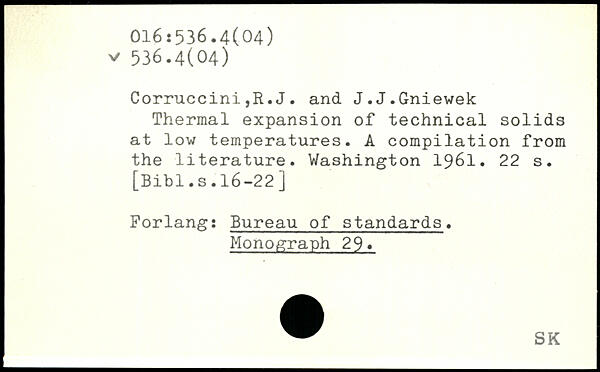 016:536.4(04)
✓ 536.4(04)
Corruccini,R.J. and J.J.Gniewek
Thermal expansion of technical solids
at low temperatures. A compilation from
the literature. Washington 1961. 22 s.
[Bibl.s.16-22]
Forlang: Bureau of standards.
Monograph 29.
SK